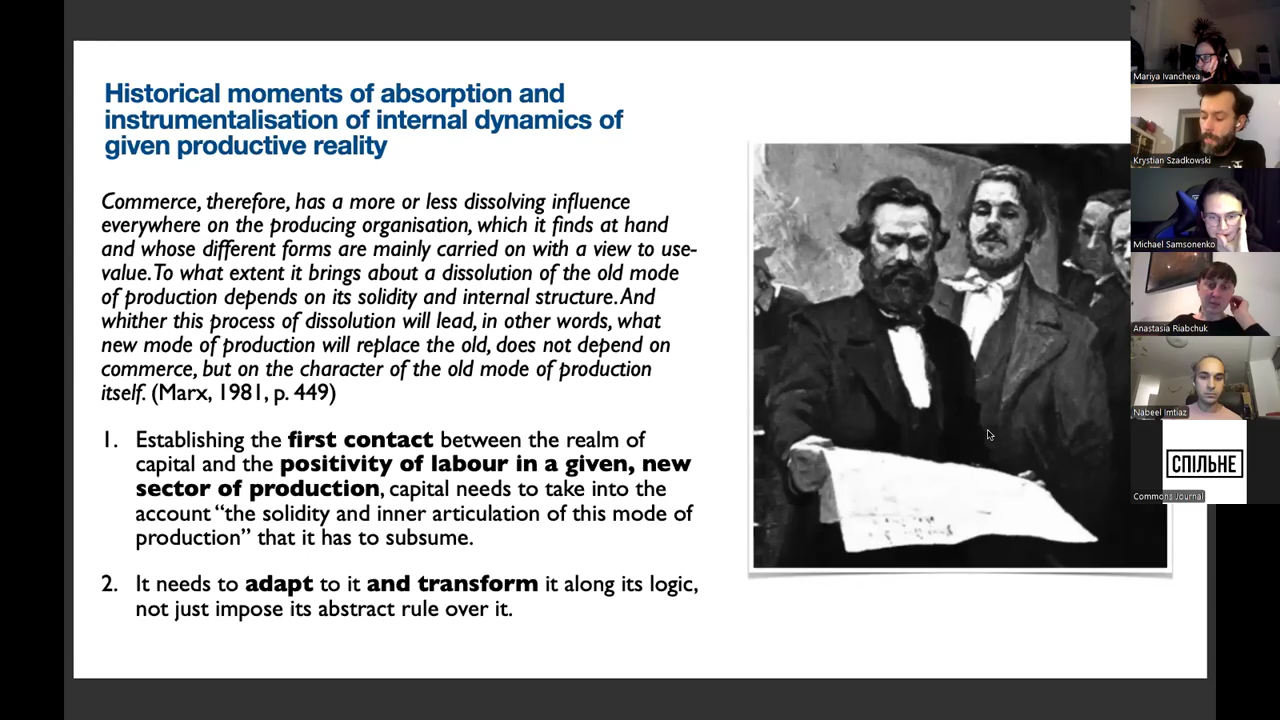 Historical moments of absorption and
instrumentalisation of internal dynamics of
given productive reality
Commerce, therefore, has a more or less dissolving influence
everywhere on the producing organisation, which it finds at hand
and whose different forms are mainly carried on with a view to use-
value. To what extent it brings about a dissolution of the old mode
of production depends on its solidity and internal structure. And
whither this process of dissolution will lead, in other words, what
new mode of production will replace the old, does not depend on
commerce, but on the character of the old mode of production
itself. (Marx, 1981, p. 449)
1. Establishing the first contact between the realm of
capital and the positivity of labour in a given, new
sector of production, capital needs to take into the
account “the solidity and inner articulation of this mode of
production” that it has to subsume.
2. It needs to adapt to it and transform it along its logic,
not just impose its abstract rule over it.
Mariya Ivancheva
Krystian Szadkowski
Michael Samsonenko
Anastasia Riabchuk
Nabeel Imtiaz
СПІЛЬНЕ
Commons Journal